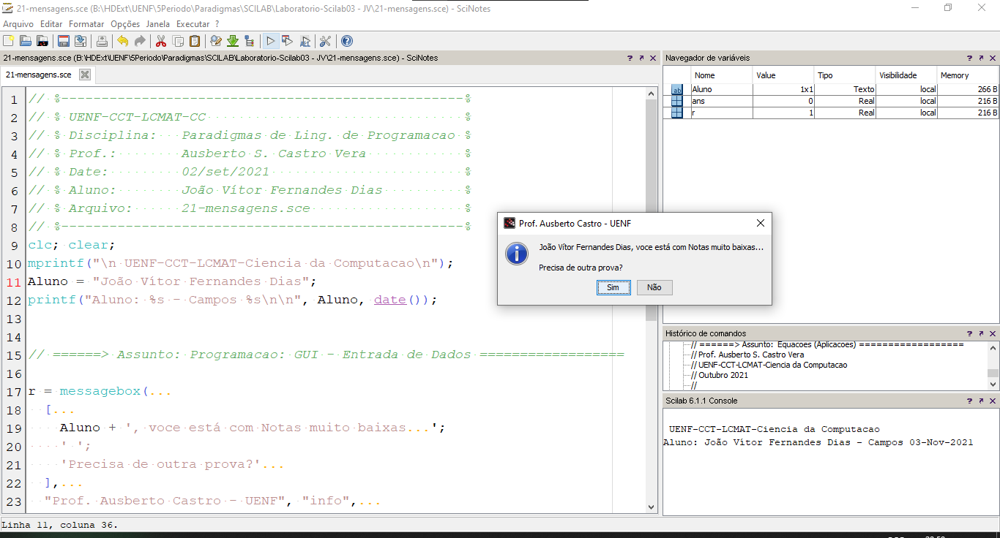 21-mensagens.sce (B:\HDExt\UENF\5Periodo\Paradigmas\SCILAB\Laboratorio-Scilab03 - JV\21-mensagens.sce) - SciNotes
Arquivo Editar Formatar Opções Janela Executar ?
21-mensagens.sce (B:\HDExt\UENF\5Periodo\Paradigmas\SCILAB\Laboratorio-Scilab03 - JV\21-mensagens.sce) - SciNotes
21-mensagens.sce
1 // %--------------------------------------------------%
2 // % UENF-CCT-LCMAT-CC %
3 // % Disciplina: Paradigmas de Ling. de Programacao %
4 // % Prof.: Ausberto S. Castro Vera %
5 // % Date: 02/set/2021 %
6 // % Aluno: João Vítor Fernandes Dias %
7 // % Arquivo: 21-mensagens.sce %
8 // %--------------------------------------------------%
9 clc; clear;
10 mprintf("\n UENF-CCT-LCMAT-Ciencia da Computacao\n");
11 Aluno = "João Vítor Fernandes Dias";
12 printf("Aluno: %s - Campos %s\n\n", Aluno, date());
13
14
15 // ======> Assunto: Programacao: GUI - Entrada de Dados ==================
16
17 r = messagebox(...
18 [...
19 Aluno + ', voce está com Notas muito baixas...';
20 ' ';
21 'Precisa de outra prova?'...
22 ],...
23 "Prof. Ausberto Castro - UENF", "info",...
Linha 11, coluna 36.
Navegador de variáveis
Nome Value Tipo Visibilidade Memory
Aluno 1x1 Texto local 266 B
ans 0 Real local 216 B
r 1 Real local 216 B
Prof. Ausberto Castro - UENF
João Vítor Fernandes Dias, voce está com Notas muito baixas...
Precisa de outra prova?
Sim Não
Histórico de comandos
// ======> Assunto: Equacoes (Aplicacoes) ==================
// Prof. Ausberto S. Castro Vera
// UENF-CCT-LCMAT-Ciencia da Computacao
// Outubro 2021
//
Scilab 6.1.1 Console
UENF-CCT-LCMAT-Ciencia da Computacao
Aluno: João Vítor Fernandes Dias - Campos 03-Nov-2021